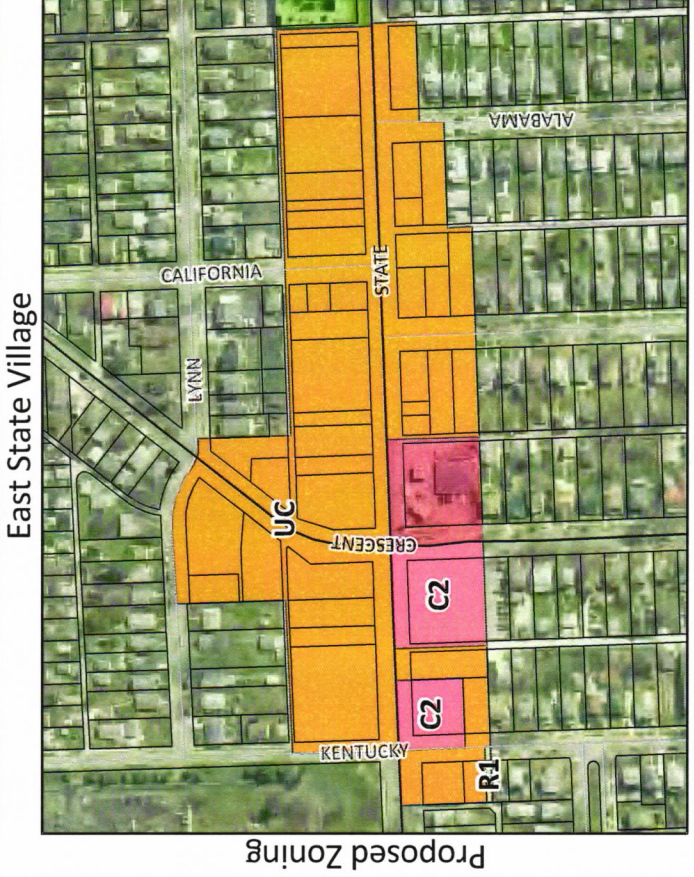 East State Village
Proposed Zoning
ALABAMA
CALIFORNIA
STATE
LYNN
UC
CRESCENT
C2
C2
KENTUCKY
R1